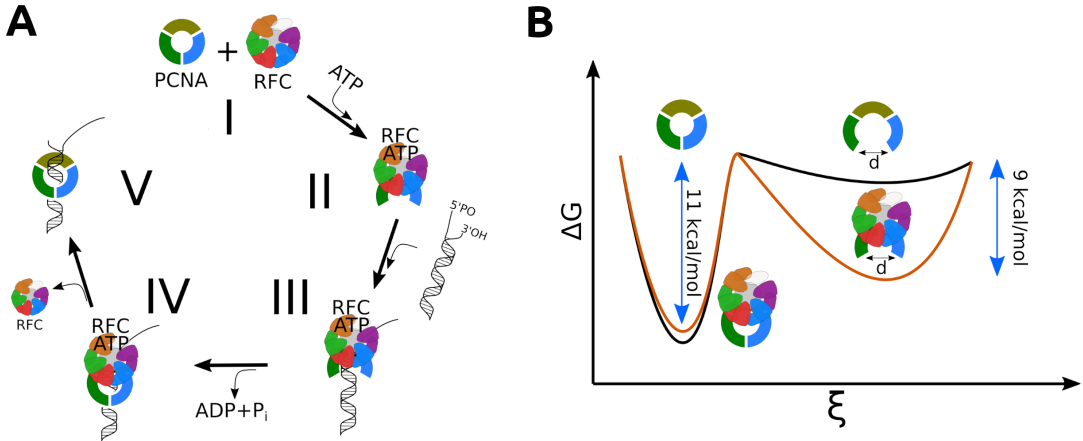 A
PCNA
+
RFC
ATP
I
RFC
ATP
II
5'PO
3'OH
III
RFC
ATP
ADP+Pi
IV
RFC
ATP
RFC
V
B
ΔG
11 kcal/mol
d
d
9 kcal/mol
ξ